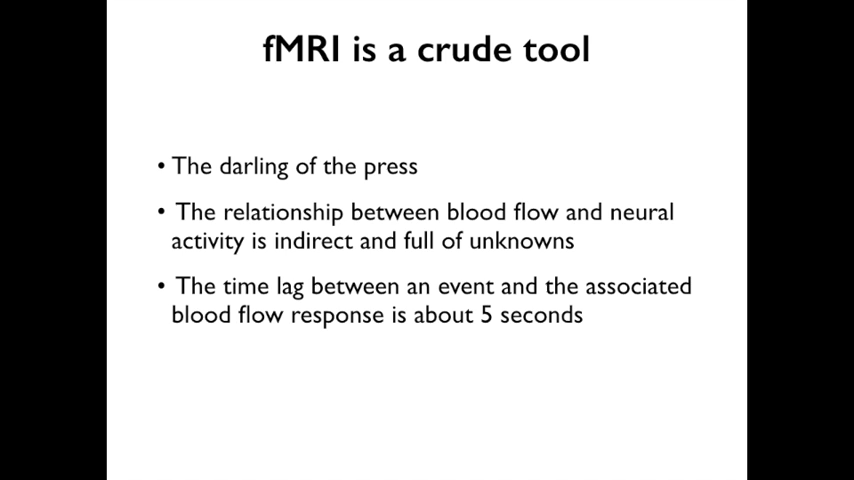 fMRI is a crude tool
• The darling of the press
• The relationship between blood flow and neural
activity is indirect and full of unknowns
• The time lag between an event and the associated
blood flow response is about 5 seconds